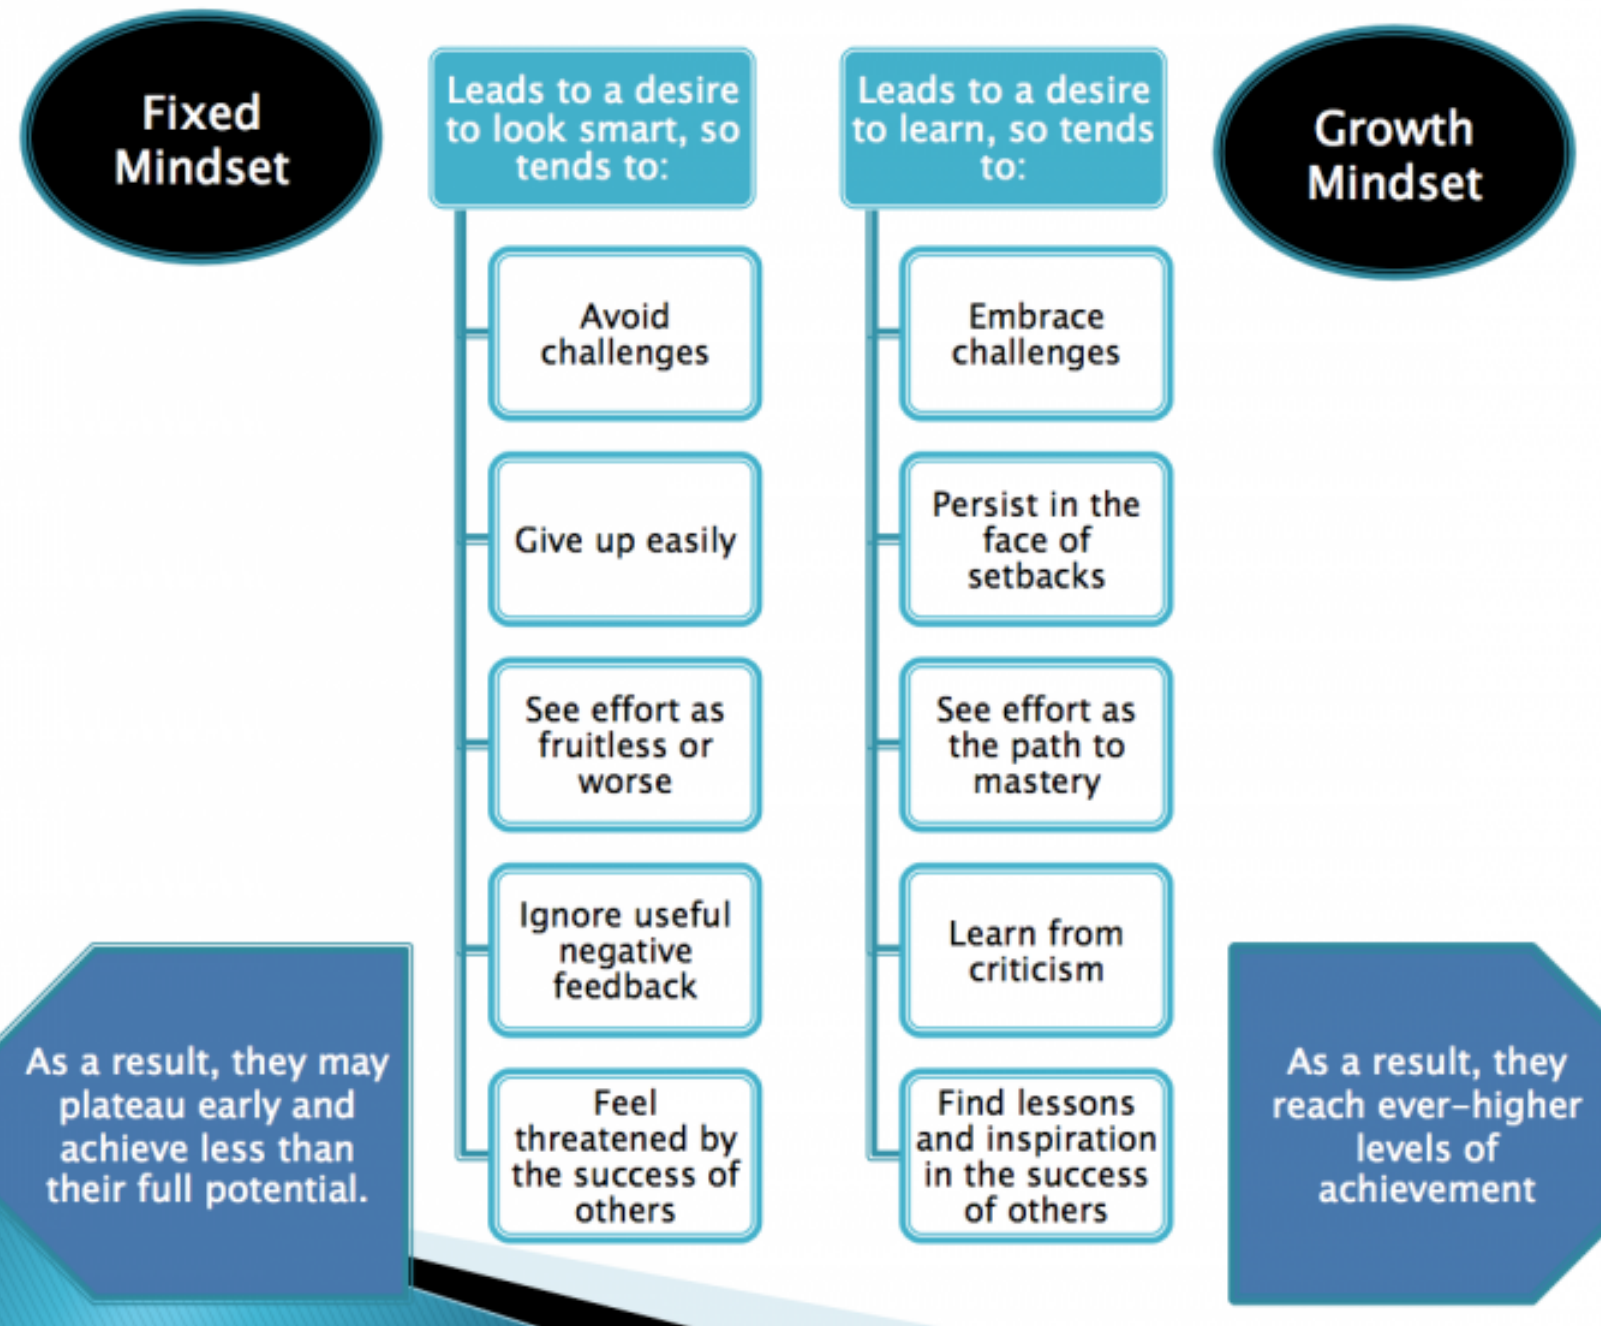 Fixed
Mindset
Leads to a desire
to look smart, so
tends to:
Avoid
challenges
Give up easily
See effort as
fruitless or
worse
Ignore useful
negative
feedback
Feel
threatened by
the success of
others
As a result, they may
plateau early and
achieve less than
their full potential.
Leads to a desire
to learn, so tends
to:
Growth
Mindset
Embrace
challenges
Persist in the
face of
setbacks
See effort as
the path to
mastery
Learn from
criticism
Find lessons
and inspiration
in the success
of others
As a result, they
reach ever-higher
levels of
achievement